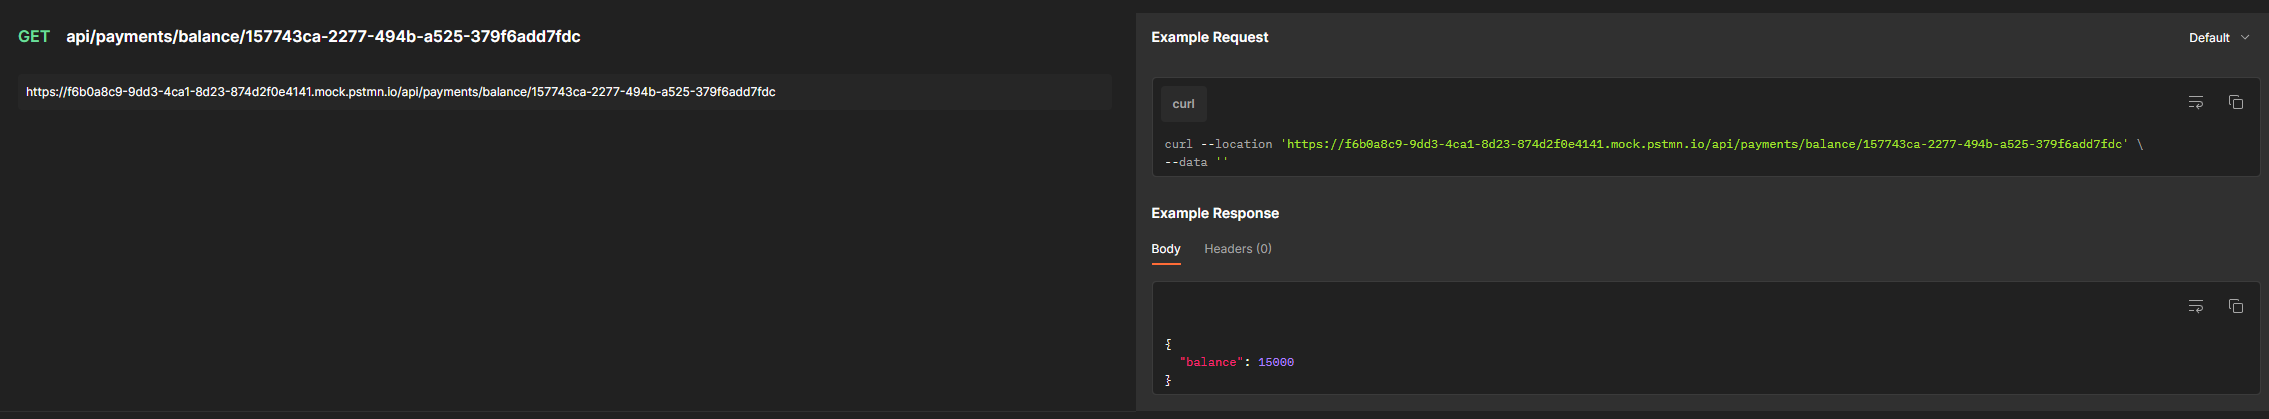 GET api/payments/balance/157743ca-2277-494b-a525-379f6add7fdc
https://f6b0a8c9-9dd3-4ca1-8d23-874d2f0e4141.mock.pstmn.io/api/payments/balance/157743ca-2277-494b-a525-379f6add7fdc
Example Request
Default
curl
curl --location 'https://f6b0a8c9-9dd3-4ca1-8d23-874d2f0e4141.mock.pstmn.io/api/payments/balance/157743ca-2277-494b-a525-379f6add7fdc' \
--data ''
Example Response
Body Headers (0)
{
"balance": 15000
}